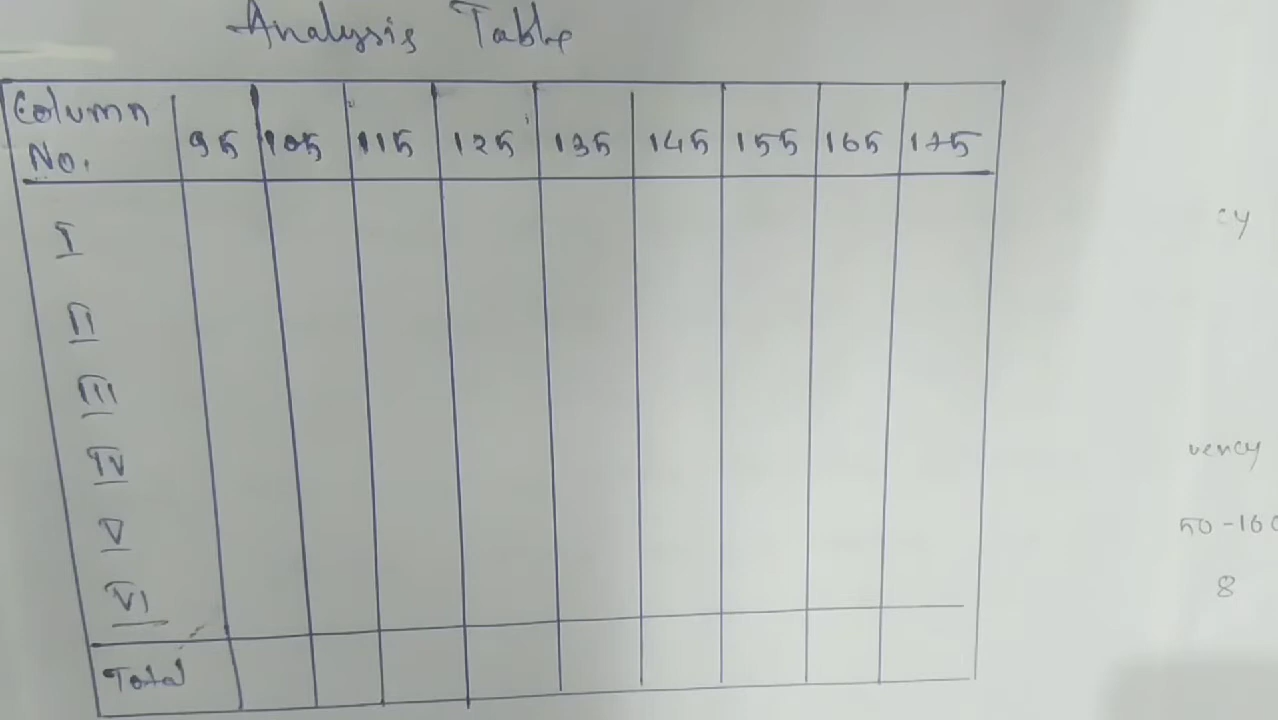 Analysis Table
Column No. 95 105 115 125 135 145 155 165 175
I
II
III
IV
V
VI
Total
cy
uency
50-160
8